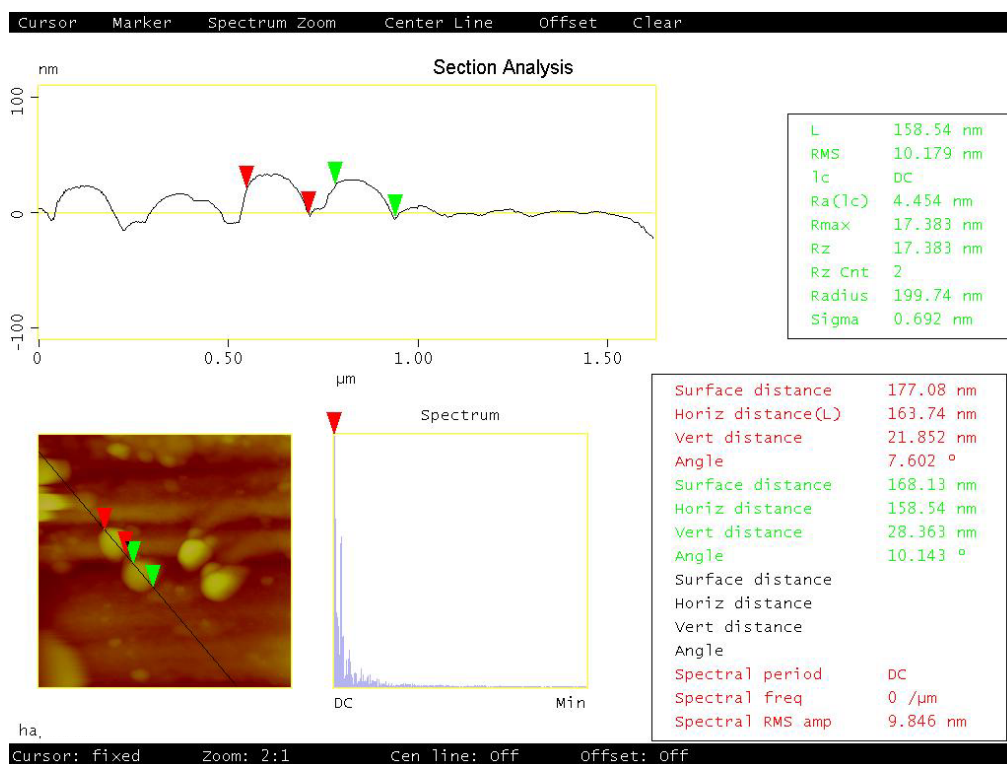 Cursor Marker Spectrum Zoom Center Line Offset Clear
nm
Section Analysis
100
0
-100
0 0.50 1.00 1.50
µm
L 158.54 nm
RMS 10.179 nm
lc DC
Ra(lc) 4.454 nm
Rmax 17.383 nm
Rz 17.383 nm
Rz Cnt 2
Radius 199.74 nm
Sigma 0.692 nm
Surface distance 177.08 nm
Horiz distance(L) 163.74 nm
Vert distance 21.852 nm
Angle 7.602 °
Surface distance 168.13 nm
Horiz distance 158.54 nm
Vert distance 28.363 nm
Angle 10.143 °
Surface distance
Horiz distance
Vert distance
Angle
Spectral period DC
Spectral freq 0 /µm
Spectral RMS amp 9.846 nm
Spectrum
DC Min
ha,
Cursor: fixed Zoom: 2:1 Cen line: Off Offset: Off